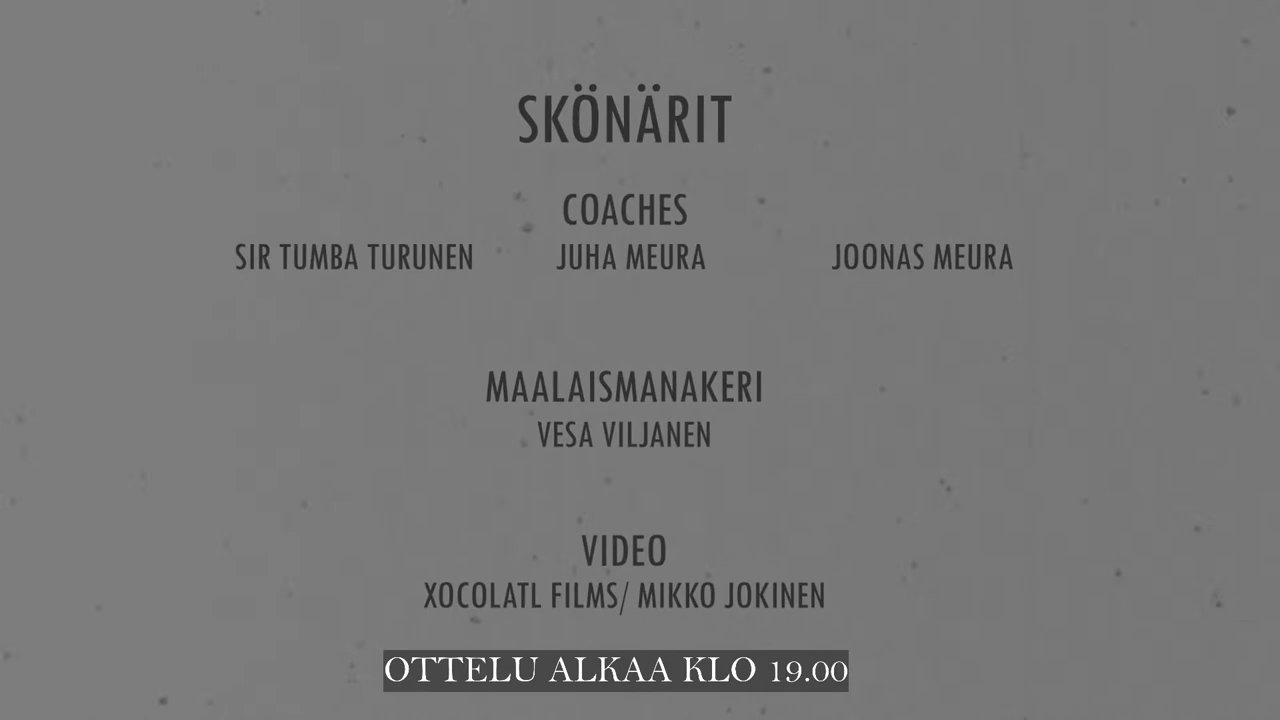 SKÖNÄRIT
COACHES
SIR TUMBA TURUNEN JUHA MEURA JOONAS MEURA
MAALAISMANAKERI
VESA VILJANEN
VIDEO
XOCOLATL FILMS/ MIKKO JOKINEN
OTTELU ALKAA KLO 19.00